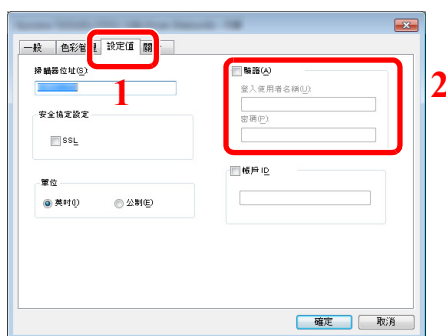 一般 色彩管理 設定值
掃描器位址(S):
1
安全協定設定
SSL
單位
英吋(I) 公制(E)
驗證(A)
登入使用者名稱(U):
密碼(P):
2
帳戶 ID
確定 取消